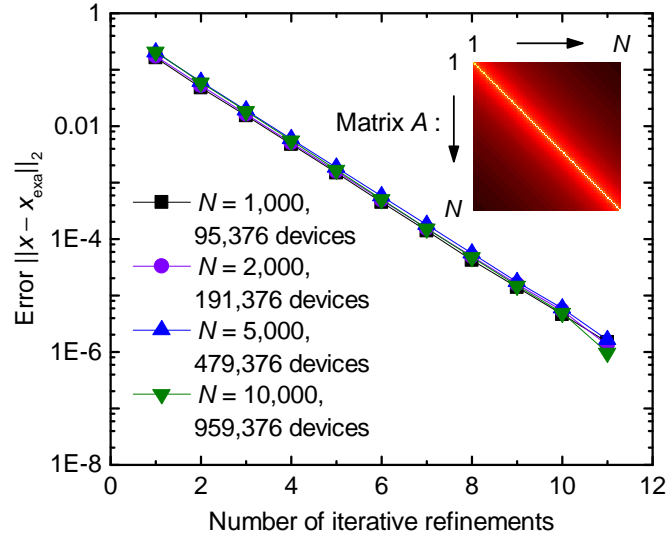 1
0.01
1E-4
1E-6
1E-8
0 2 4 6 8 10 12
Error ||x – x_exa||_2
Number of iterative refinements
N = 1,000,
95,376 devices
N = 2,000,
191,376 devices
N = 5,000,
479,376 devices
N = 10,000,
959,376 devices
1 N
1
Matrix A :
N